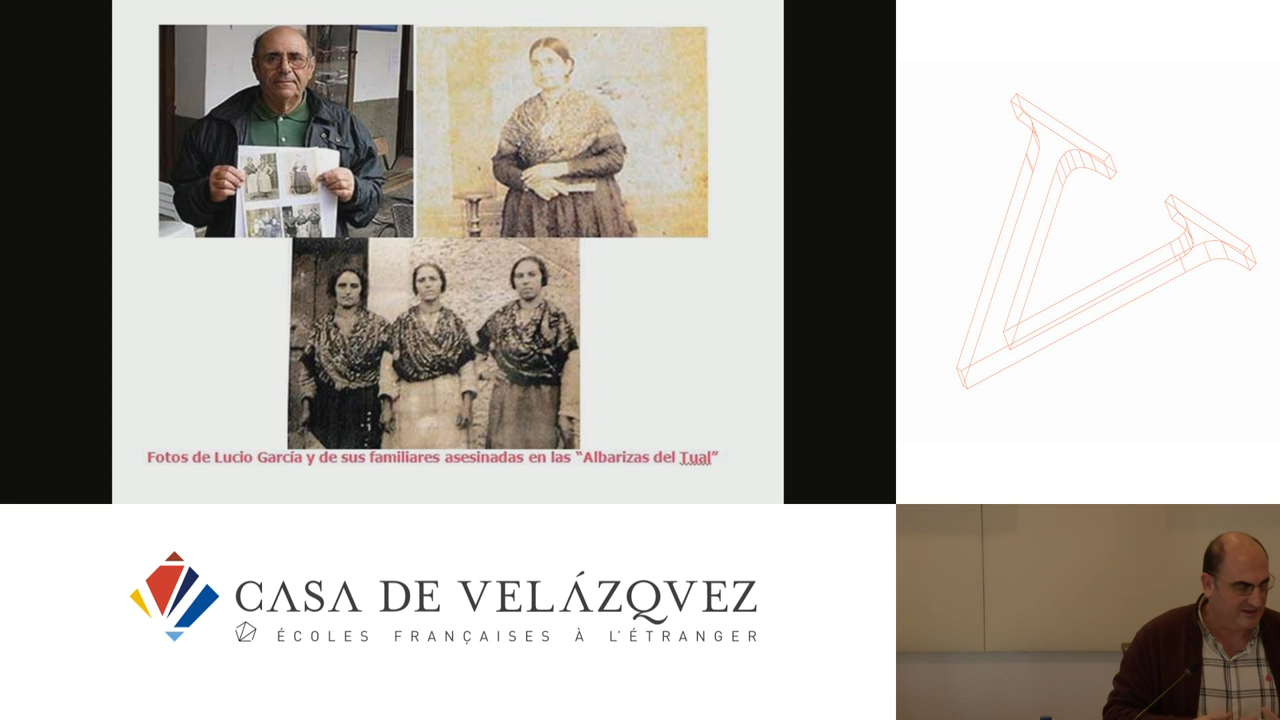 Fotos de Lucio García y de sus familiares asesinadas en las “Albarizas del Tual”
CASA DE VELÁZQVEZ
ÉCOLES FRANÇAISES À L'ÉTRANGER